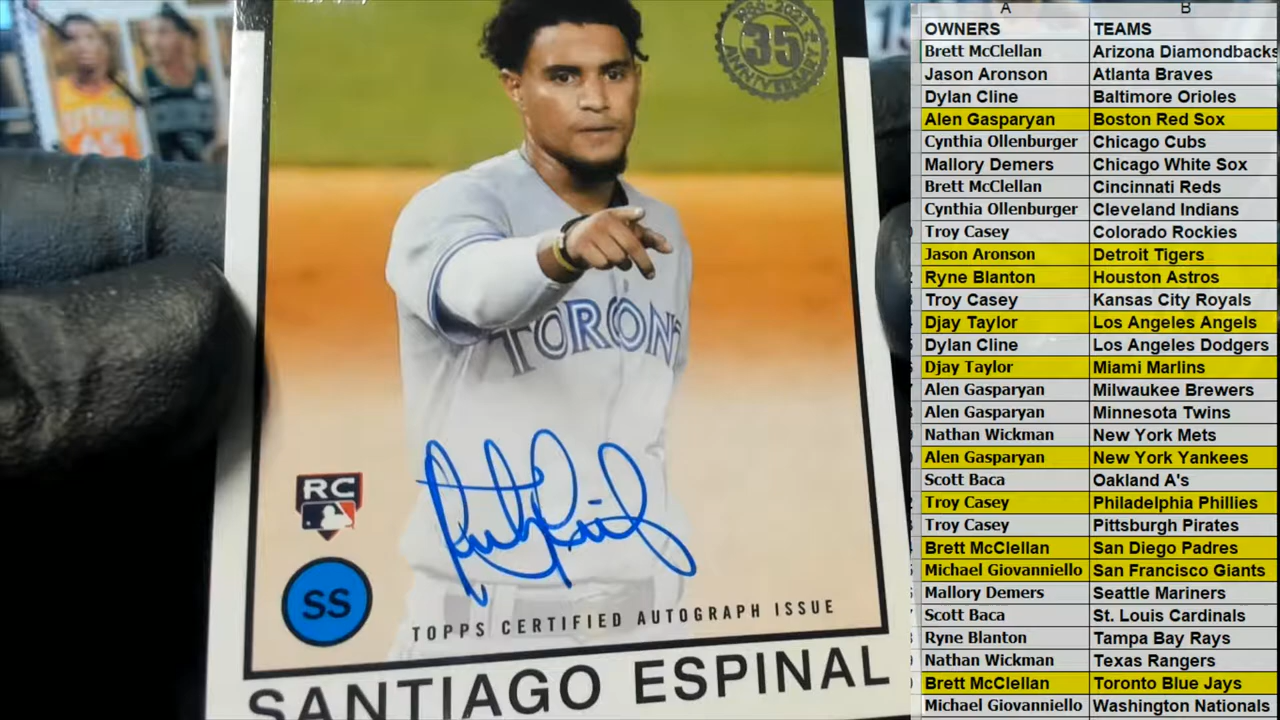 1986-2021
35
ANNIVERSARY
TORONT
RC
SS
TOPPS CERTIFIED AUTOGRAPH ISSUE
SANTIAGO ESPINAL
A B
OWNERS TEAMS
Brett McClellan Arizona Diamondbacks
Jason Aronson Atlanta Braves
Dylan Cline Baltimore Orioles
Alen Gasparyan Boston Red Sox
Cynthia Ollenburger Chicago Cubs
Mallory Demers Chicago White Sox
Brett McClellan Cincinnati Reds
Cynthia Ollenburger Cleveland Indians
Troy Casey Colorado Rockies
Jason Aronson Detroit Tigers
Ryne Blanton Houston Astros
Troy Casey Kansas City Royals
Djay Taylor Los Angeles Angels
Dylan Cline Los Angeles Dodgers
Djay Taylor Miami Marlins
Alen Gasparyan Milwaukee Brewers
Alen Gasparyan Minnesota Twins
Nathan Wickman New York Mets
Alen Gasparyan New York Yankees
Scott Baca Oakland A's
Troy Casey Philadelphia Phillies
Troy Casey Pittsburgh Pirates
Brett McClellan San Diego Padres
Michael Giovanniello San Francisco Giants
Mallory Demers Seattle Mariners
Scott Baca St. Louis Cardinals
Ryne Blanton Tampa Bay Rays
Nathan Wickman Texas Rangers
Brett McClellan Toronto Blue Jays
Michael Giovanniello Washington Nationals